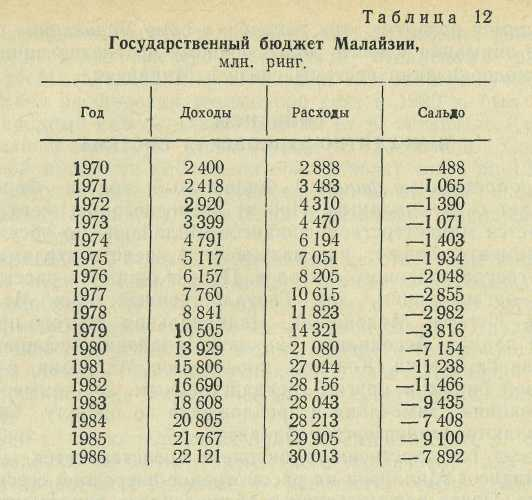 Таблица 12
Государственный бюджет Малайзии,
млн. ринг.
Год Доходы Расходы Сальдо
1970 2 400 2 888 —488
1971 2 418 3 483 —1 065
1972 2 920 4 310 —1 390
1973 3 399 4 470 —1 071
1974 4 791 6 194 —1 403
1975 5 117 7 051 —1 934
1976 6 157 8 205 —2 048
1977 7 760 10 615 —2 855
1978 8 841 11 823 —2 982
1979 10 505 14 321 —3 816
1980 13 929 21 080 —7 154
1981 15 806 27 044 —11 238
1982 16 690 28 156 —11 466
1983 18 608 28 043 —9 435
1984 20 805 28 213 —7 408
1985 21 767 29 905 —9 100
1986 22 121 30 013 —7 892